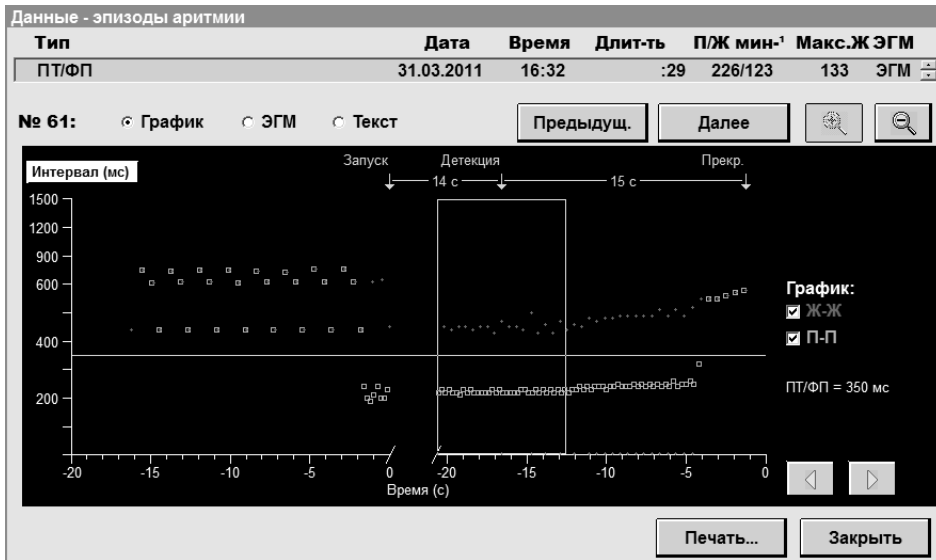 Данные - эпизоды аритмии
Тип Дата Время Длит-ть П/Ж мин-¹ Макс.Ж ЭГМ
ПТ/ФП 31.03.2011 16:32 :29 226/123 133 ЭГМ
№ 61: График ЭГМ Текст Предыдущ. Далее
Запуск Детекция Прекр.
Интервал (мс) 14 с 15 с
1500
1200
900
600
График:
Ж-Ж
400 П-П
ПТ/ФП = 350 мс
200
-20 -15 -10 -5 0 -20 -15 -10 -5 0
Время (с)
Печать... Закрыть